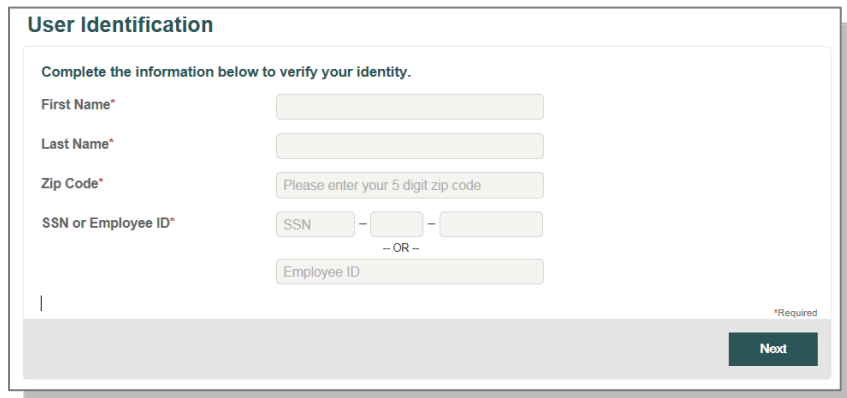 User Identification
Complete the information below to verify your identity.
First Name*
Last Name*
Zip Code*
Please enter your 5 digit zip code
SSN or Employee ID*
SSN – –
-- OR --
Employee ID
*Required
Next